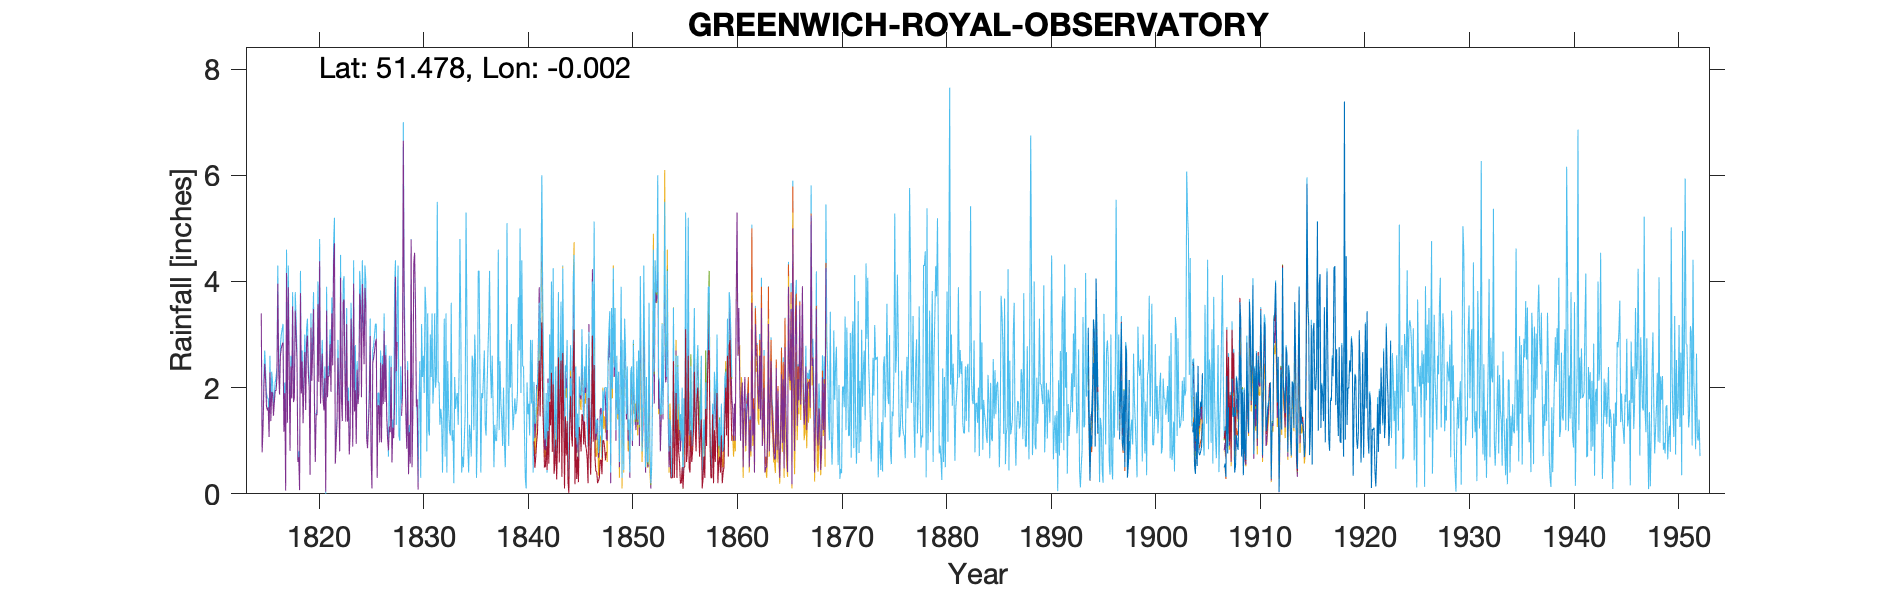 GREENWICH-ROYAL-OBSERVATORY
Lat: 51.478, Lon: -0.002
8
6
4
2
0
Rainfall [inches]
1820 1830 1840 1850 1860 1870 1880 1890 1900 1910 1920 1930 1940 1950
Year